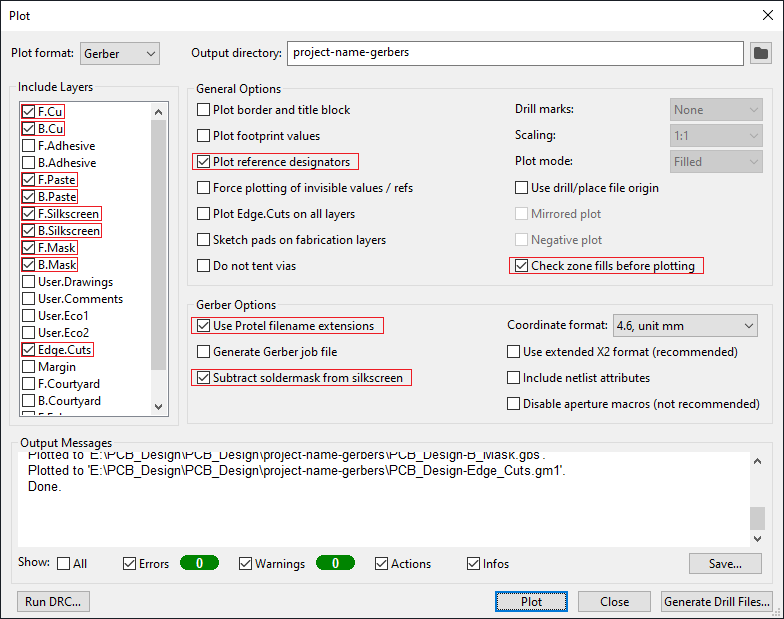 Plot
Plot format: Gerber
Output directory: project-name-gerbers
Include Layers
F.Cu
B.Cu
F.Adhesive
B.Adhesive
F.Paste
B.Paste
F.Silkscreen
B.Silkscreen
F.Mask
B.Mask
User.Drawings
User.Comments
User.Eco1
User.Eco2
Edge.Cuts
Margin
F.Courtyard
B.Courtyard
General Options
Plot border and title block
Plot footprint values
Plot reference designators
Force plotting of invisible values / refs
Plot Edge.Cuts on all layers
Sketch pads on fabrication layers
Do not tent vias
Drill marks: None
Scaling: 1:1
Plot mode: Filled
Use drill/place file origin
Mirrored plot
Negative plot
Check zone fills before plotting
Gerber Options
Use Protel filename extensions
Generate Gerber job file
Subtract soldermask from silkscreen
Coordinate format: 4.6, unit mm
Use extended X2 format (recommended)
Include netlist attributes
Disable aperture macros (not recommended)
Output Messages
Plotted to 'E:\PCB_Design\PCB_Design\project-name-gerbers\PCB_Design-B_Mask.gbs'.
Plotted to 'E:\PCB_Design\PCB_Design\project-name-gerbers\PCB_Design-Edge_Cuts.gm1'.
Done.
Show: All Errors 0 Warnings 0 Actions Infos Save...
Run DRC... Plot Close Generate Drill Files...